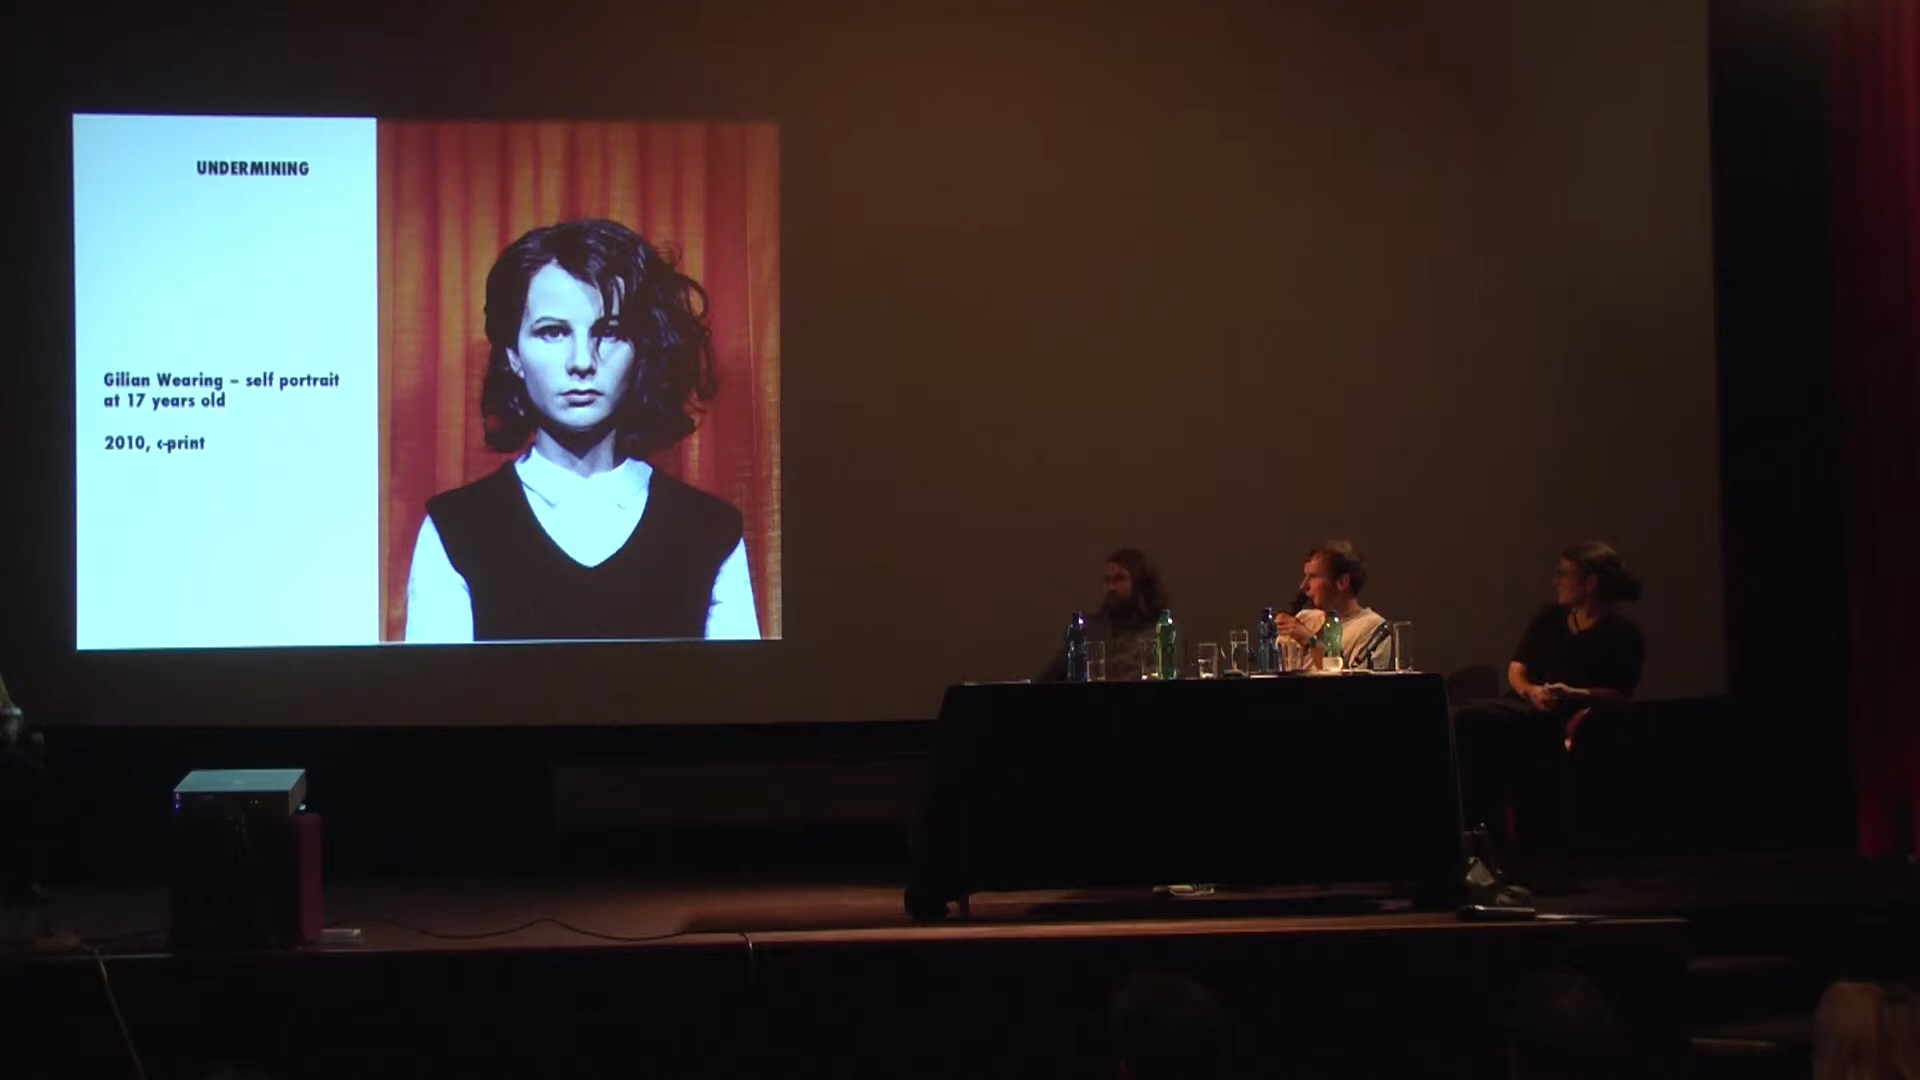 UNDERMINING
Gilian Wearing – self portrait
at 17 years old
2010, c-print